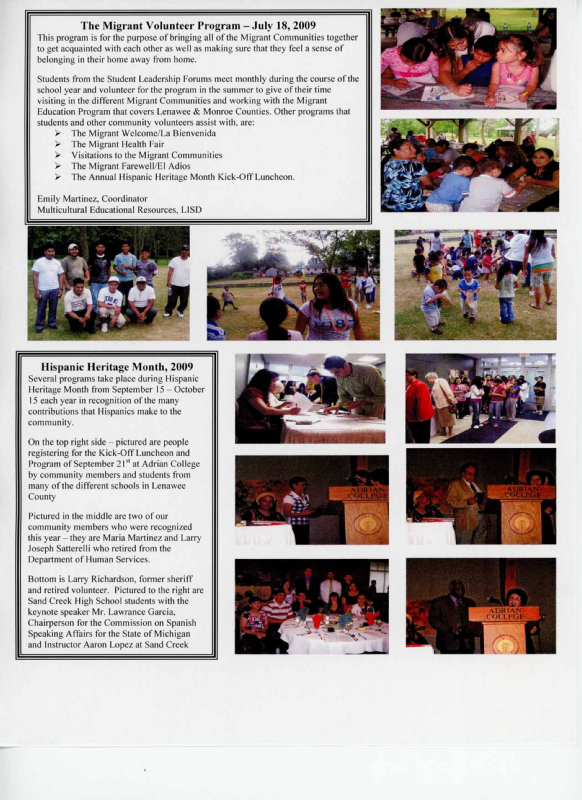 The Migrant Volunteer Program – July 18, 2009
This program is for the purpose of bringing all of the Migrant Communities together
to get acquainted with each other as well as making sure that they feel a sense of
belonging in their home away from home.
Students from the Student Leadership Forums meet monthly during the course of the
school year and volunteer for the program in the summer to give of their time
visiting in the different Migrant Communities and working with the Migrant
Education Program that covers Lenawee & Monroe Counties. Other programs that
students and other community volunteers assist with, are:
➢ The Migrant Welcome/La Bienvenida
➢ The Migrant Health Fair
➢ Visitations to the Migrant Communities
➢ The Migrant Farewell/El Adios
➢ The Annual Hispanic Heritage Month Kick-Off Luncheon.
Emily Martinez, Coordinator
Multicultural Educational Resources, LISD
Hispanic Heritage Month, 2009
Several programs take place during Hispanic
Heritage Month from September 15 – October
15 each year in recognition of the many
contributions that Hispanics make to the
community.
On the top right side – pictured are people
registering for the Kick-Off Luncheon and
Program of September 21st at Adrian College
by community members and students from
many of the different schools in Lenawee
County
Pictured in the middle are two of our
community members who were recognized
this year – they are Maria Martinez and Larry
Joseph Satterelli who retired from the
Department of Human Services.
Bottom is Larry Richardson, former sheriff
and retired volunteer. Pictured to the right are
Sand Creek High School students with the
keynote speaker Mr. Lawrance Garcia,
Chairperson for the Commission on Spanish
Speaking Affairs for the State of Michigan
and Instructor Aaron Lopez at Sand Creek
ADRIAN
COLLEGE
ADRIAN
COLLEGE
ADRIAN
COLLEGE